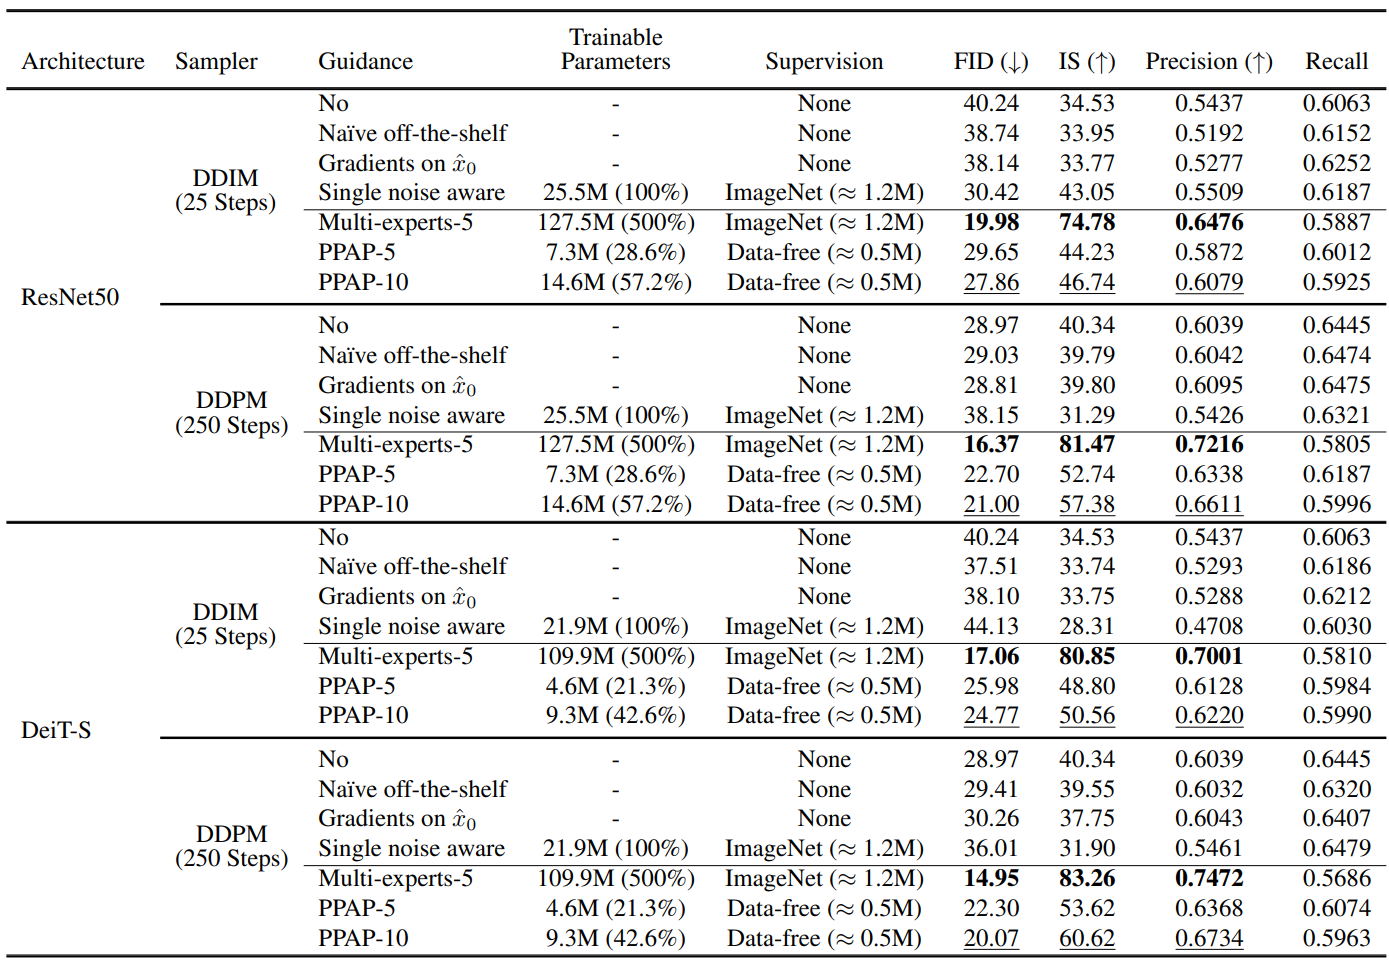 Architecture Sampler Guidance Trainable Parameters Supervision FID (↓) IS (↑) Precision (↑) Recall
ResNet50
DDIM
(25 Steps)
No - None 40.24 34.53 0.5437 0.6063
Naïve off-the-shelf - None 38.74 33.95 0.5192 0.6152
Gradients on x̂₀ - None 38.14 33.77 0.5277 0.6252
Single noise aware 25.5M (100%) ImageNet (≈ 1.2M) 30.42 43.05 0.5509 0.6187
Multi-experts-5 127.5M (500%) ImageNet (≈ 1.2M) 19.98 74.78 0.6476 0.5887
PPAP-5 7.3M (28.6%) Data-free (≈ 0.5M) 29.65 44.23 0.5872 0.6012
PPAP-10 14.6M (57.2%) Data-free (≈ 0.5M) 27.86 46.74 0.6079 0.5925
DDPM
(250 Steps)
No - None 28.97 40.34 0.6039 0.6445
Naïve off-the-shelf - None 29.03 39.79 0.6042 0.6474
Gradients on x̂₀ - None 28.81 39.80 0.6095 0.6475
Single noise aware 25.5M (100%) ImageNet (≈ 1.2M) 38.15 31.29 0.5426 0.6321
Multi-experts-5 127.5M (500%) ImageNet (≈ 1.2M) 16.37 81.47 0.7216 0.5805
PPAP-5 7.3M (28.6%) Data-free (≈ 0.5M) 22.70 52.74 0.6338 0.6187
PPAP-10 14.6M (57.2%) Data-free (≈ 0.5M) 21.00 57.38 0.6611 0.5996
DeiT-S
DDIM
(25 Steps)
No - None 40.24 34.53 0.5437 0.6063
Naïve off-the-shelf - None 37.51 33.74 0.5293 0.6186
Gradients on x̂₀ - None 38.10 33.75 0.5288 0.6212
Single noise aware 21.9M (100%) ImageNet (≈ 1.2M) 44.13 28.31 0.4708 0.6030
Multi-experts-5 109.9M (500%) ImageNet (≈ 1.2M) 17.06 80.85 0.7001 0.5810
PPAP-5 4.6M (21.3%) Data-free (≈ 0.5M) 25.98 48.80 0.6128 0.5984
PPAP-10 9.3M (42.6%) Data-free (≈ 0.5M) 24.77 50.56 0.6220 0.5990
DDPM
(250 Steps)
No - None 28.97 40.34 0.6039 0.6445
Naïve off-the-shelf - None 29.41 39.55 0.6032 0.6320
Gradients on x̂₀ - None 30.26 37.75 0.6043 0.6407
Single noise aware 21.9M (100%) ImageNet (≈ 1.2M) 36.01 31.90 0.5461 0.6479
Multi-experts-5 109.9M (500%) ImageNet (≈ 1.2M) 14.95 83.26 0.7472 0.5686
PPAP-5 4.6M (21.3%) Data-free (≈ 0.5M) 22.30 53.62 0.6368 0.6074
PPAP-10 9.3M (42.6%) Data-free (≈ 0.5M) 20.07 60.62 0.6734 0.5963